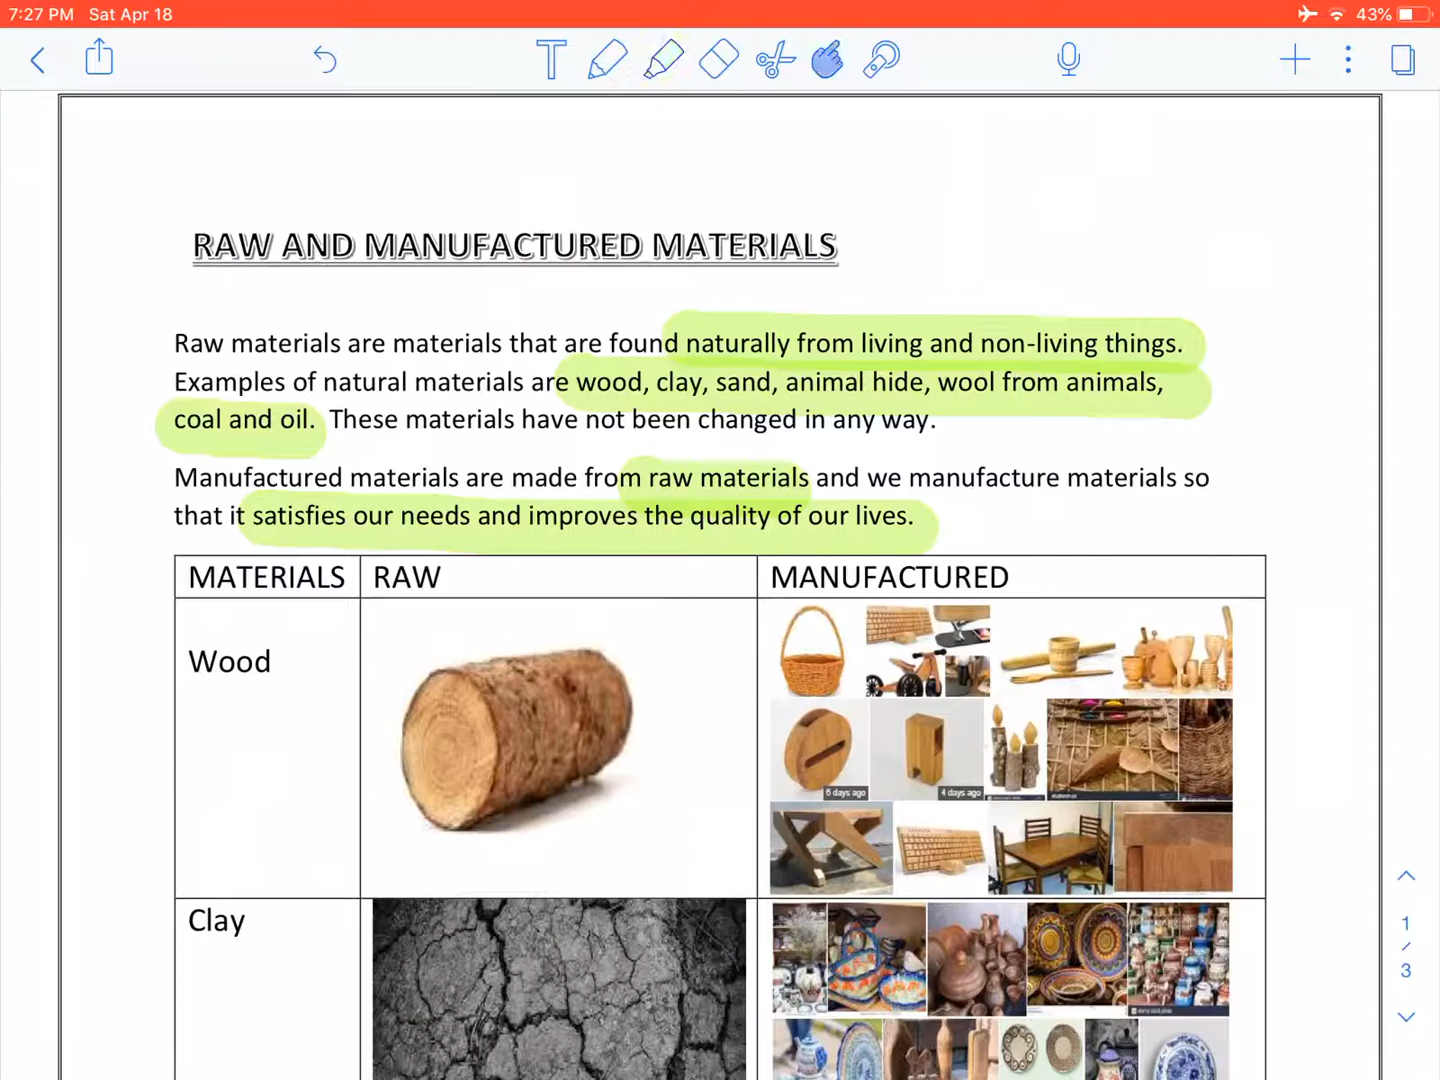 7:27 PM Sat Apr 18
43%
RAW AND MANUFACTURED MATERIALS
Raw materials are materials that are found naturally from living and non-living things.
Examples of natural materials are wood, clay, sand, animal hide, wool from animals,
coal and oil. These materials have not been changed in any way.
Manufactured materials are made from raw materials and we manufacture materials so
that it satisfies our needs and improves the quality of our lives.
MATERIALS RAW MANUFACTURED
Wood
6 days ago 4 days ago
Clay
1
/
3